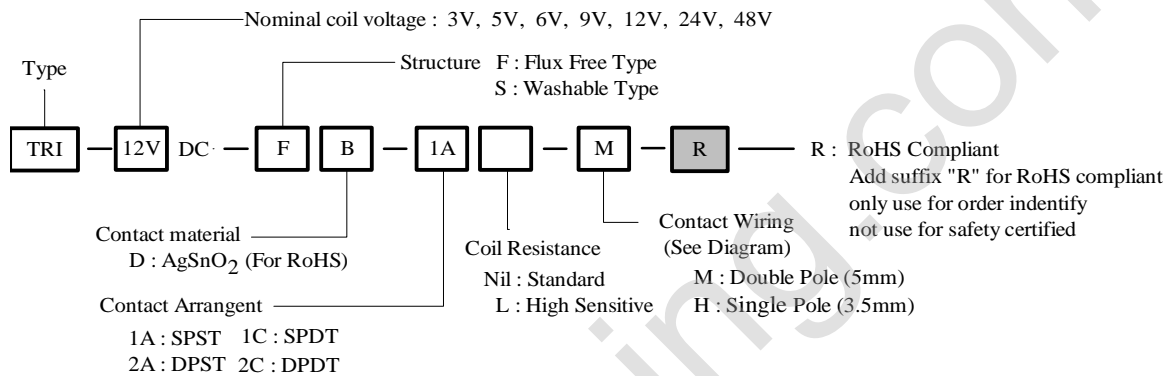 Nominal coil voltage : 3V, 5V, 6V, 9V, 12V, 24V, 48V
Type
Structure F : Flux Free Type
S : Washable Type
TRI 12V DC F B 1A M R R : RoHS Compliant
Add suffix "R" for RoHS compliant
only use for order indentify
not use for safety certified
Contact material
D : AgSnO2 (For RoHS)
Contact Arrangent
1A : SPST 1C : SPDT
2A : DPST 2C : DPDT
Coil Resistance
Nil : Standard
L : High Sensitive
Contact Wiring
(See Diagram)
M : Double Pole (5mm)
H : Single Pole (3.5mm)
ing.com